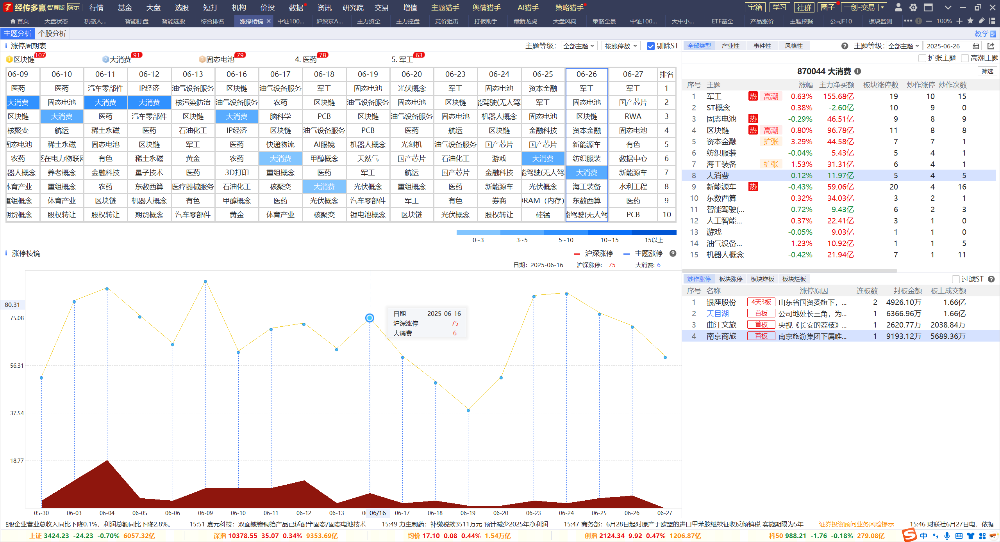 经传多赢 智尊版 演示 行情 基金 大盘 选股 短打 机构 价投 数据 资讯 研究院 交易 增值 主题猎手 舆情猎手 AI猎手 策略猎手 宝箱 学习 社群 圈子 一创-交易
首页 大盘状态 机器人... 智能盯盘 智能选股 综合排名 涨停棱镜 中证100... 沪深京A... 主力资金 主力控盘 竞价狙击 打板助手 最新龙虎 大盘风向 策略全景 中证100... 大中小... ETF基金 产品涨价 主题挖掘 公司F10 板块监测 ••• 100%
主题分析 个股分析 教学
涨停周期表 主题等级: 全部主题 按涨停数 剔除ST
1 区块链 107 2 大消费 91 3 固态电池 79 4. 医药 78 5. 军工 63
06-09 06-10 06-11 06-12 06-13 06-16 06-17 06-18 06-19 06-20 06-23 06-24 06-25 06-26 06-27 排名
医药 医药 汽车零部件 IP经济 油气设备服务 区块链 油气设备服务 军工 固态电池 光伏概念 军工 固态电池 资本金融 军工 军工 1
大消费 固态电池 大消费 大消费 核污染防治 油气设备服务 农药 区块链 油气设备服务 固态电池 区块链 能驾驶(无人驾 军工 固态电池 国产芯片 2
区块链 大消费 医药 汽车零部件 区块链 大消费 脑科学 PCB 区块链 油气设备服务 固态电池 机器人概念 固态电池 区块链 RWA 3
核聚变 航运 稀土永磁 医药 石油化工 IP经济 区块链 油气设备服务 PCB 医药 航运 区块链 金融科技 资本金融 固态电池 4
固态电池 稀土永磁 固态电池 区块链 军工 医药 快递物流 AI眼镜 机器人概念 光刻机 油气设备服务 国产芯片 国产芯片 新能源车 有色 5
农药 泛在电力物联网 有色 稀土永磁 黄金 农药 大消费 甲醇概念 天然气 国产芯片 石油化工 游戏 大消费 纺织服装 数据中心 6
器人概念 养老概念 金融科技 量子技术 医药 3D打印 重组概念 医药 军工 航运 国产芯片 金融科技 能驾驶(无人驾 大消费 新能源车 7
体育产业 重组概念 农药 东数西算 医疗器械服务 石油化工 核聚变 大消费 光伏概念 重组概念 医药 新能源车 光伏概念 海工装备 水利工程 8
重组概念 体育产业 区块链 机器人概念 有色 甲醇概念 医药 光伏概念 汽车零部件 军工 有色 券商 DRAM（内存） 东数西算 医药 9
期货概念 股权转让 股权转让 期货概念 汽车零部件 黄金 体育产业 核聚变 锂电池概念 区块链 光伏概念 股权转让 硅锰 能驾驶(无人驾 PCB 10
0~3 3~5 5~10 10~15 15以上
涨停棱镜 沪深涨停 主题涨停
日期: 2025-06-16 沪深涨停: 75 大消费: 6
80.31
75.08
56.31
37.54
18.77
日期 2025-06-16
沪深涨停 75
大消费 6
05-30 06-03 06-04 06-05 06-06 06-09 06-10 06-11 06-12 06-13 06/16 06-17 06-18 06-19 06-20 06-23 06-24 06-25 06-26 06-27
全部类型 产业性 事件性 风格性 主题等级: 全部主题 2025-06-26
扩张主题 高潮主题
870044 大消费 筛选
序号 主题 涨幅 主力净买额 板块涨停数 炒作涨停 炒作次数
1 军工 热 高潮 0.63% 155.68亿 19 10 15
2 ST概念 0.38% -2.60亿 10 9 0
3 固态电池 热 -0.29% 46.51亿 9 8 9
4 区块链 热 高潮 0.80% 96.78亿 11 8 8
5 资本金融 扩张 3.29% 44.58亿 7 7 1
6 纺织服装 -0.04% 5.43亿 5 4 1
7 海工装备 扩张 1.53% 31.31亿 6 4 1
8 大消费 -0.12% -11.97亿 5 4 5
9 新能源车 热 -0.43% 59.06亿 20 4 16
10 东数西算 0.32% 34.03亿 3 2 1
11 智能驾驶(... -0.72% -9.43亿 6 2 3
12 人工智能... 0.37% 22.41亿 3 1 0
13 游戏 -0.05% 9.03亿 1 1 0
14 油气设备... 1.23% 10.92亿 1 1 5
15 机器人概念 -0.42% 21.94亿 7 1 11
炒作涨停 板块涨停 板块炸板 板块烂板 过滤ST
序号 名称 涨停原因 连板数 封板金额 板上成交额
1 银座股份 4天3板 山东省国资委旗下，... 2 4926.10万 1.66亿
2 天目湖 首板 公司地处长三角，为... 1 6366.96万 1.66亿
3 曲江文旅 首板 央视《长安的荔枝》... 1 2620.77万 2038.84万
4 南京商旅 首板 南京旅游集团下属唯... 1 9193.12万 5689.36万
控股企业营业总收入同比下降0.1%，利润总额同比下降2.8%。 15:51 嘉元科技：双面镀镍铜箔产品已适配半固态/固态电池技术 15:49 力生制药：补缴税款3511万元 预计减少2025年净利润 15:47 商务部：6月28日起对原产于欧盟的进口甲苯胺继续征收反倾销税 实施期限为5年 证券投资顾问业务风险提示 15:46 财联社6月27日电，依据
上证 3424.23 -24.23 -0.70% 6057.32亿 深指 10378.55 35.07 0.34% 9353.69亿 均价 17.10 0.08 0.44% 1.54万亿 创指 2124.34 9.92 0.47% 1206.87亿 科50 988.21 -1.76 -0.18% 279.08亿 中